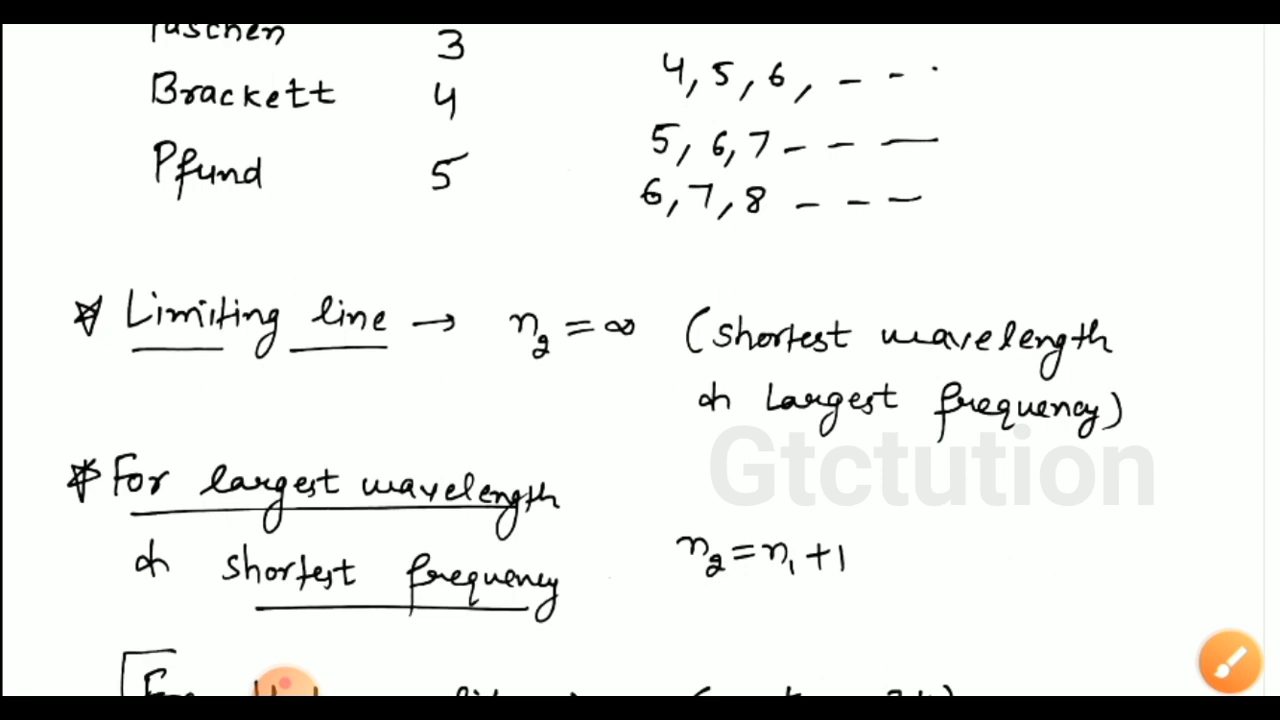 Paschen 3 4, 5, 6, - - -
Brackett 4 5, 6, 7 - - -
Pfund 5 6, 7, 8 - - -
Limiting line → n₂ = ∞ (shortest wavelength
or largest frequency)
Gtctution
* For largest wavelength
or shortest frequency n₂ = n₁ + 1